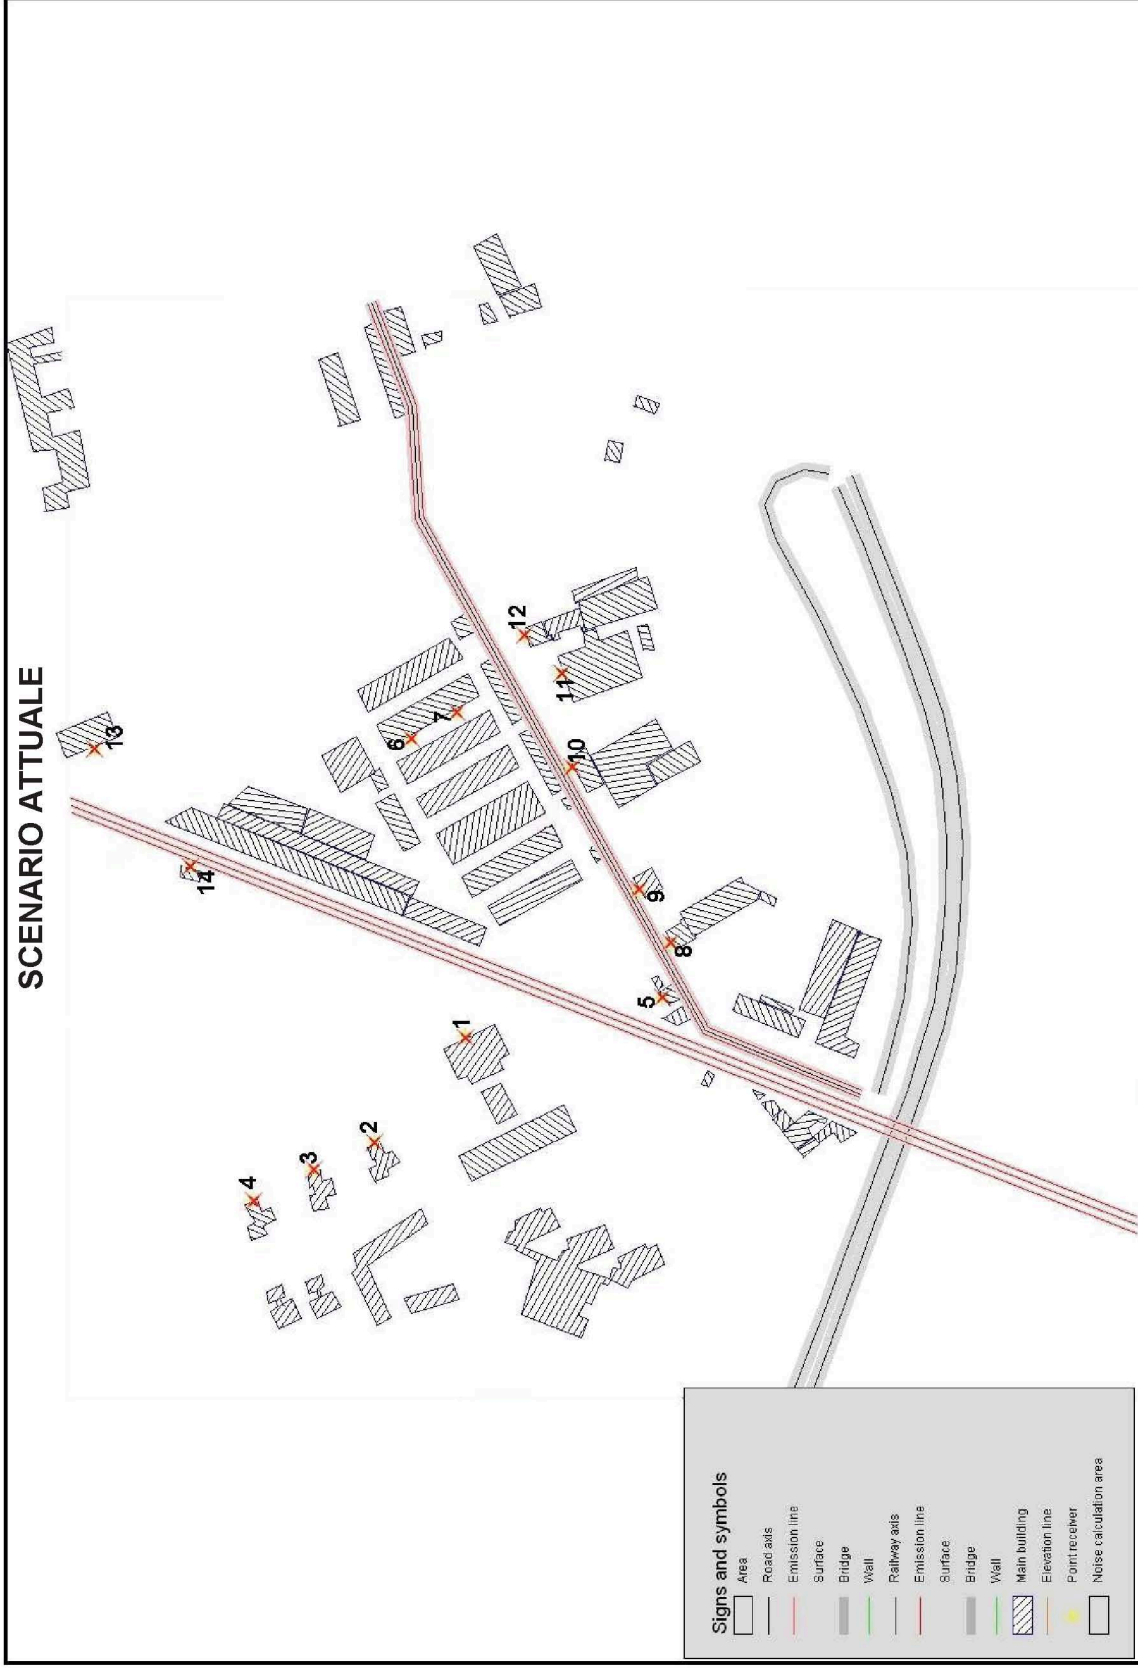 SCENARIO ATTUALE
13
14
12
11
7
6
10
9
8
5
1
2
3
4
Signs and symbols
Area
Road axis
Emission line
Surface
Bridge
Wall
Railway axis
Emission line
Surface
Bridge
Wall
Main building
Elevation line
Point receiver
Noise calculation area